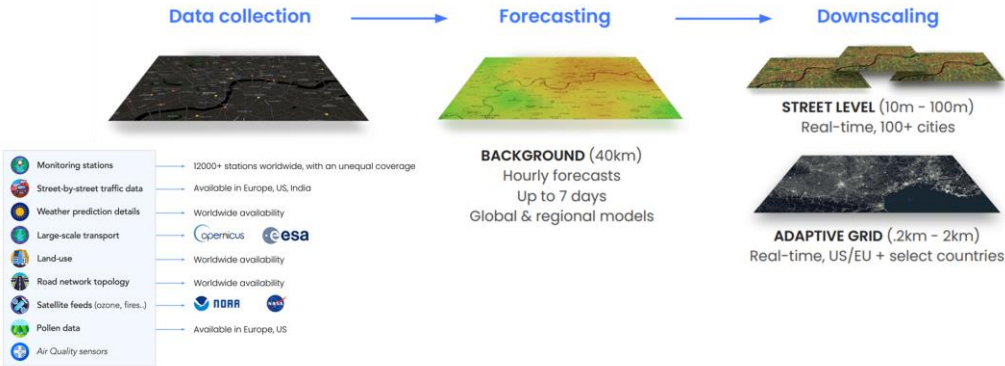 Data collection
Forecasting
Downscaling
STREET LEVEL (10m - 100m)
Real-time, 100+ cities
BACKGROUND (40km)
Hourly forecasts
Up to 7 days
Global & regional models
ADAPTIVE GRID (.2km - 2km)
Real-time, US/EU + select countries
Monitoring stations
12000+ stations worldwide, with an unequal coverage
Street-by-street traffic data
Available in Europe, US, India
Weather prediction details
Worldwide availability
Large-scale transport
opernicus
esa
Land-use
Worldwide availability
Road network topology
Worldwide availability
Satellite feeds (ozone, fires..)
NOAA
NASA
Pollen data
Available in Europe, US
Air Quality sensors